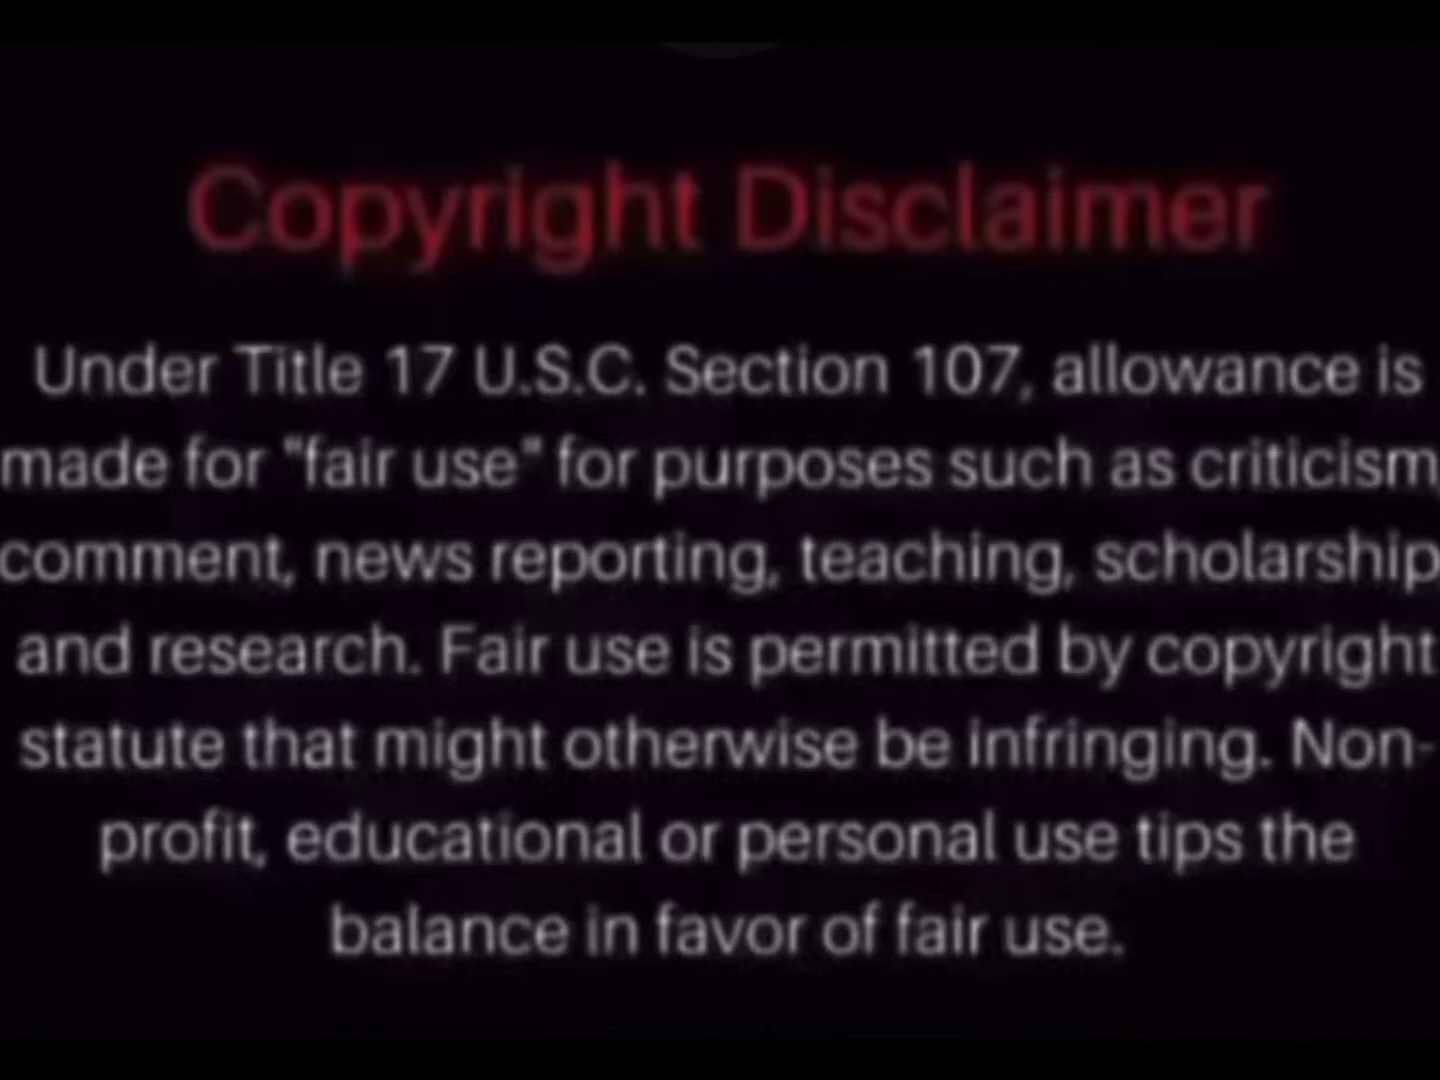 Copyright Disclaimer
Under Title 17 U.S.C. Section 107, allowance is
made for "fair use" for purposes such as criticism,
comment, news reporting, teaching, scholarship
and research. Fair use is permitted by copyright
statute that might otherwise be infringing. Non-
profit, educational or personal use tips the
balance in favor of fair use.